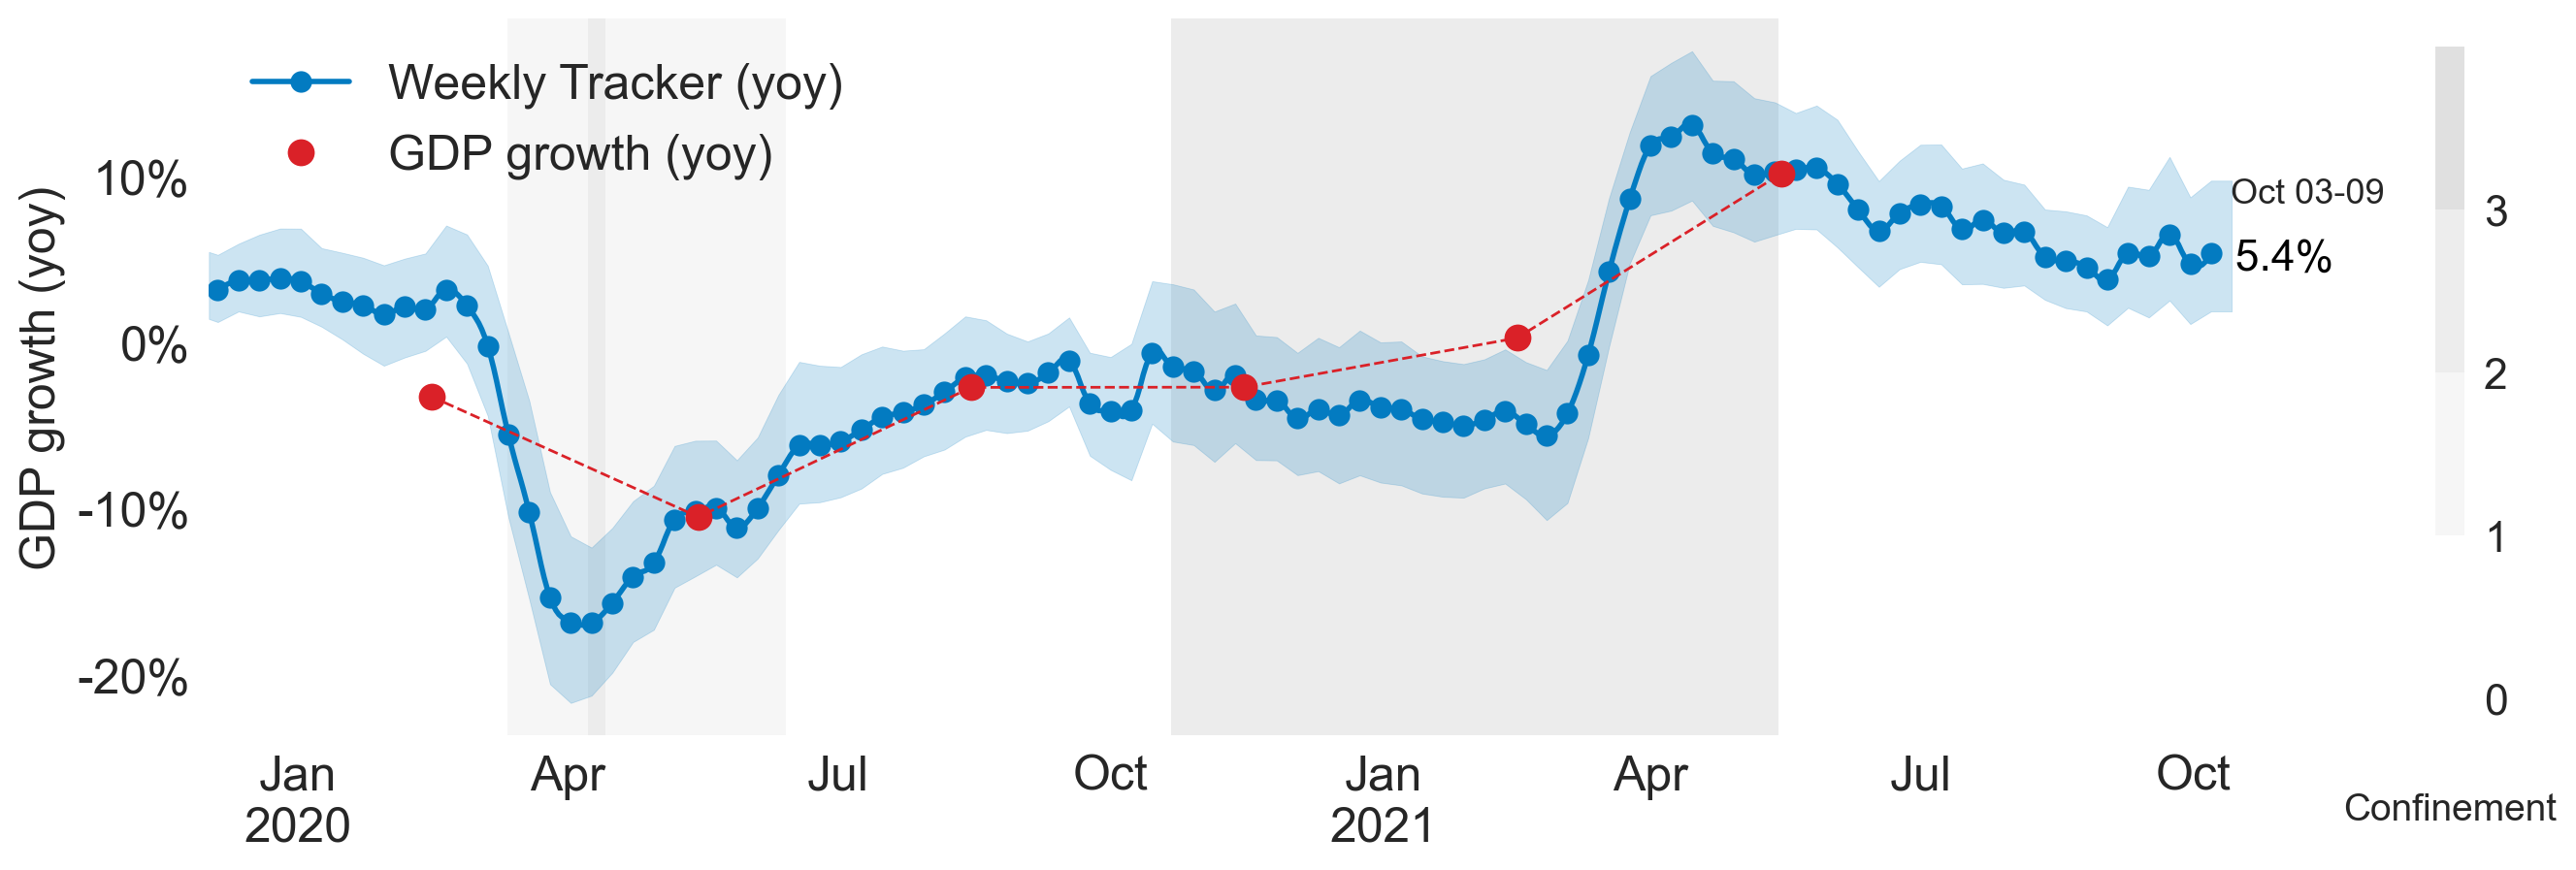 Weekly Tracker (yoy)
GDP growth (yoy)
GDP growth (yoy)
10%
0%
-10%
-20%
Oct 03-09
5.4%
3
2
1
0
Jan Apr Jul Oct Jan Apr Jul Oct
2020 2021
Confinement